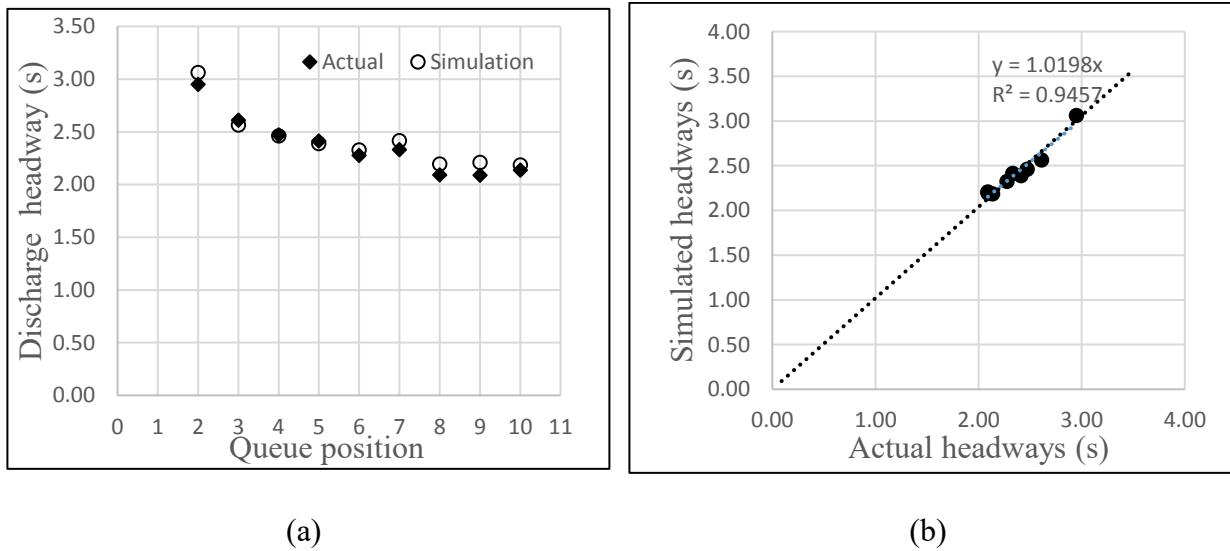 3.50
3.00
2.50
2.00
1.50
1.00
0.50
0.00
Discharge headway (s)
Actual Simulation
0 1 2 3 4 5 6 7 8 9 10 11
Queue position
(a)
4.00
3.50
3.00
2.50
2.00
1.50
1.00
0.50
0.00
Simulated headways (s)
y = 1.0198x
R² = 0.9457
0.00 1.00 2.00 3.00 4.00
Actual headways (s)
(b)